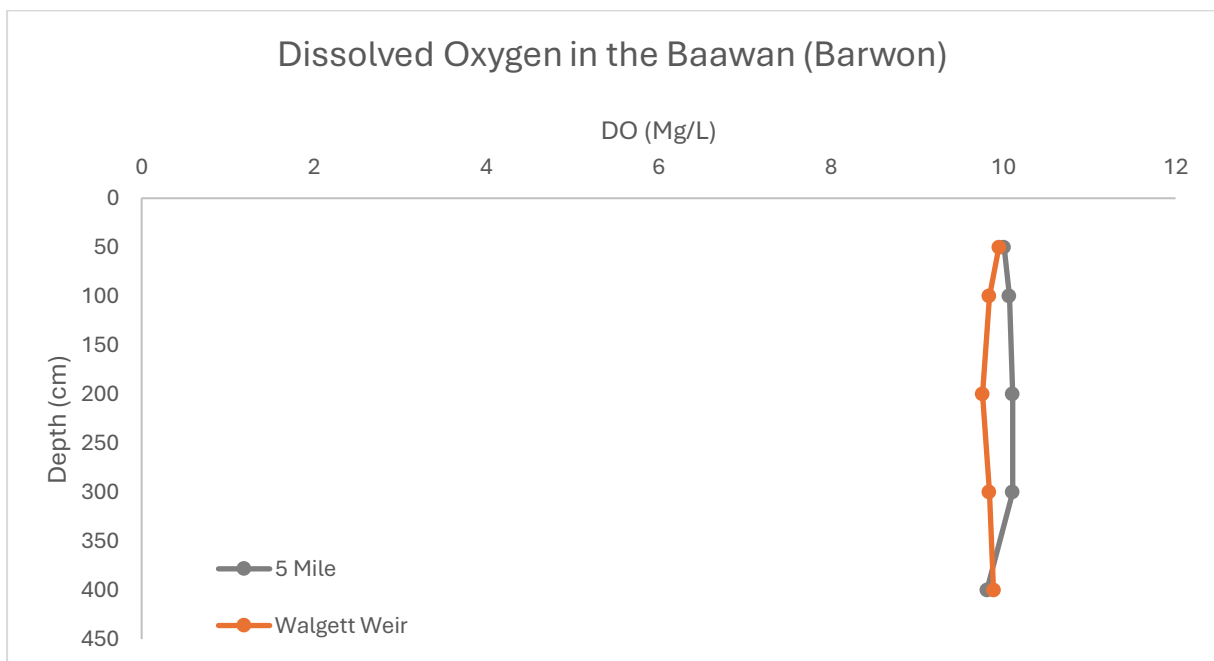 Dissolved Oxygen in the Baawan (Barwon)
DO (Mg/L)
0 2 4 6 8 10 12
0
50
100
150
200
250
300
350
400
450
Depth (cm)
5 Mile
Walgett Weir